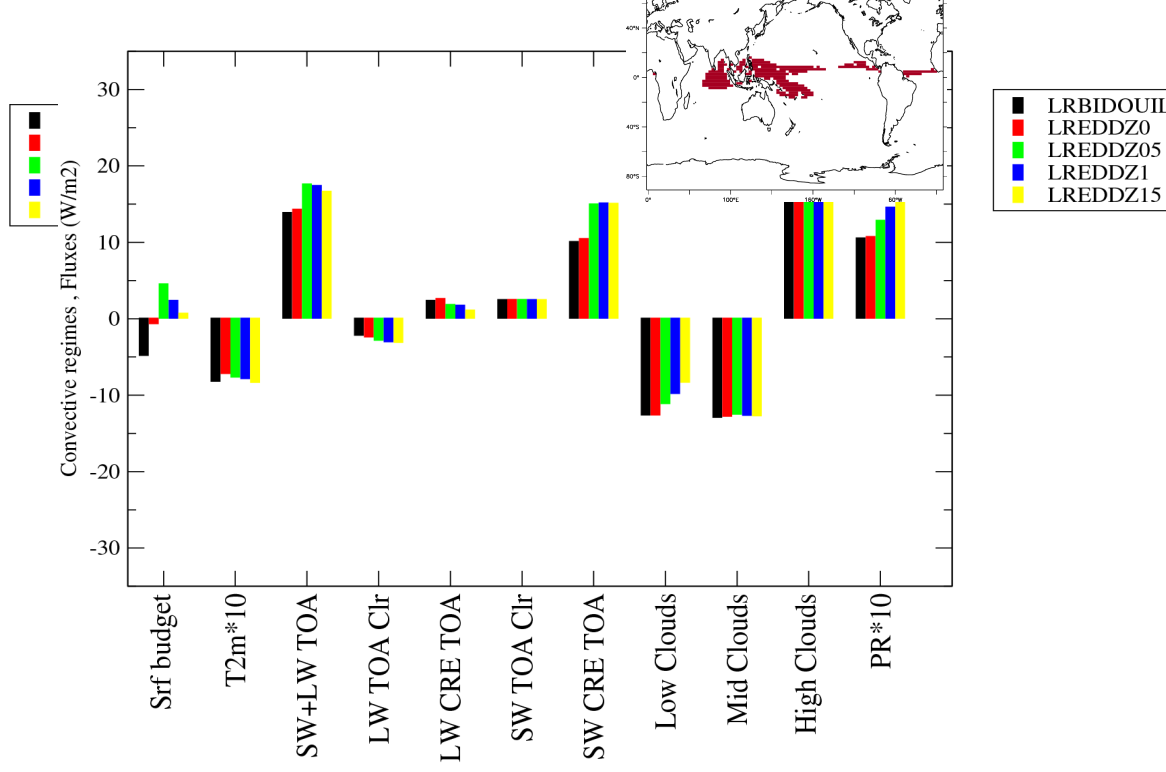 40°N
0°
40°S
80°S
0°
100°E
160°W
60°W
LRBIDOUIL
LREDDZ0
LREDDZ05
LREDDZ1
LREDDZ15
Convective regimes , Fluxes (W/m2)
30
20
10
0
-10
-20
-30
Srf budget
T2m*10
SW+LW TOA
LW TOA Clr
LW CRE TOA
SW TOA Clr
SW CRE TOA
Low Clouds
Mid Clouds
High Clouds
PR*10